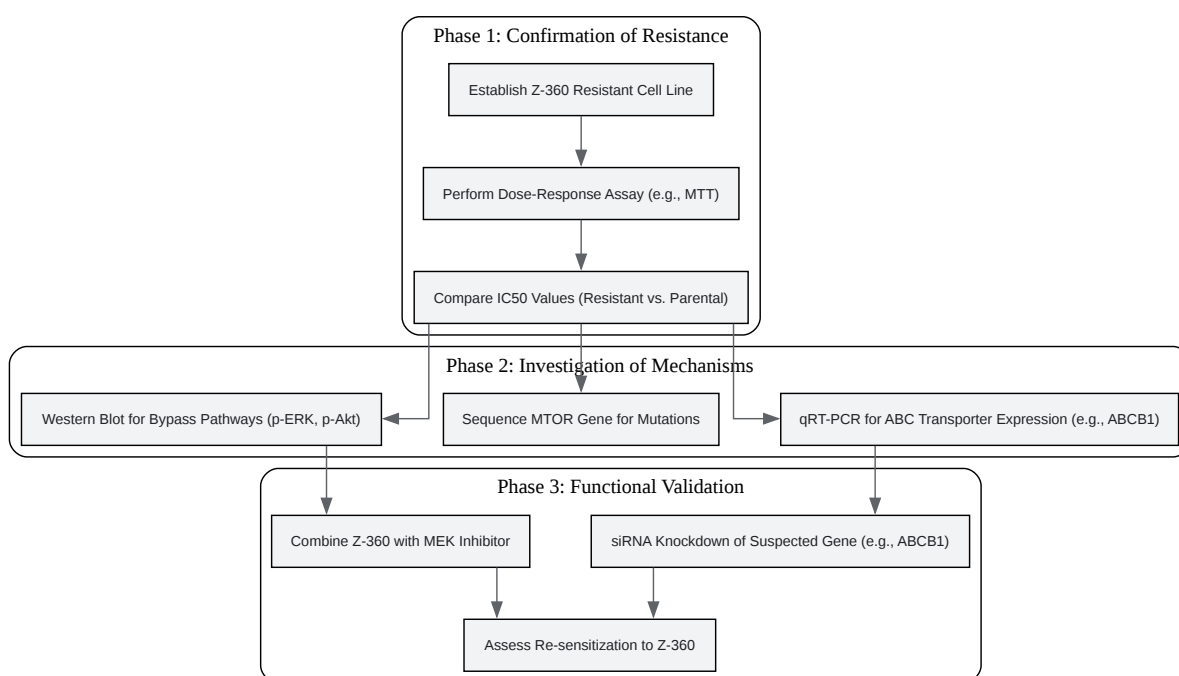 Phase 1: Confirmation of Resistance
Establish Z-360 Resistant Cell Line
Perform Dose-Response Assay (e.g., MTT)
Compare IC50 Values (Resistant vs. Parental)
Phase 2: Investigation of Mechanisms
Western Blot for Bypass Pathways (p-ERK, p-Akt)
Sequence MTOR Gene for Mutations
qRT-PCR for ABC Transporter Expression (e.g., ABCB1)
Phase 3: Functional Validation
Combine Z-360 with MEK Inhibitor
siRNA Knockdown of Suspected Gene (e.g., ABCB1)
Assess Re-sensitization to Z-360